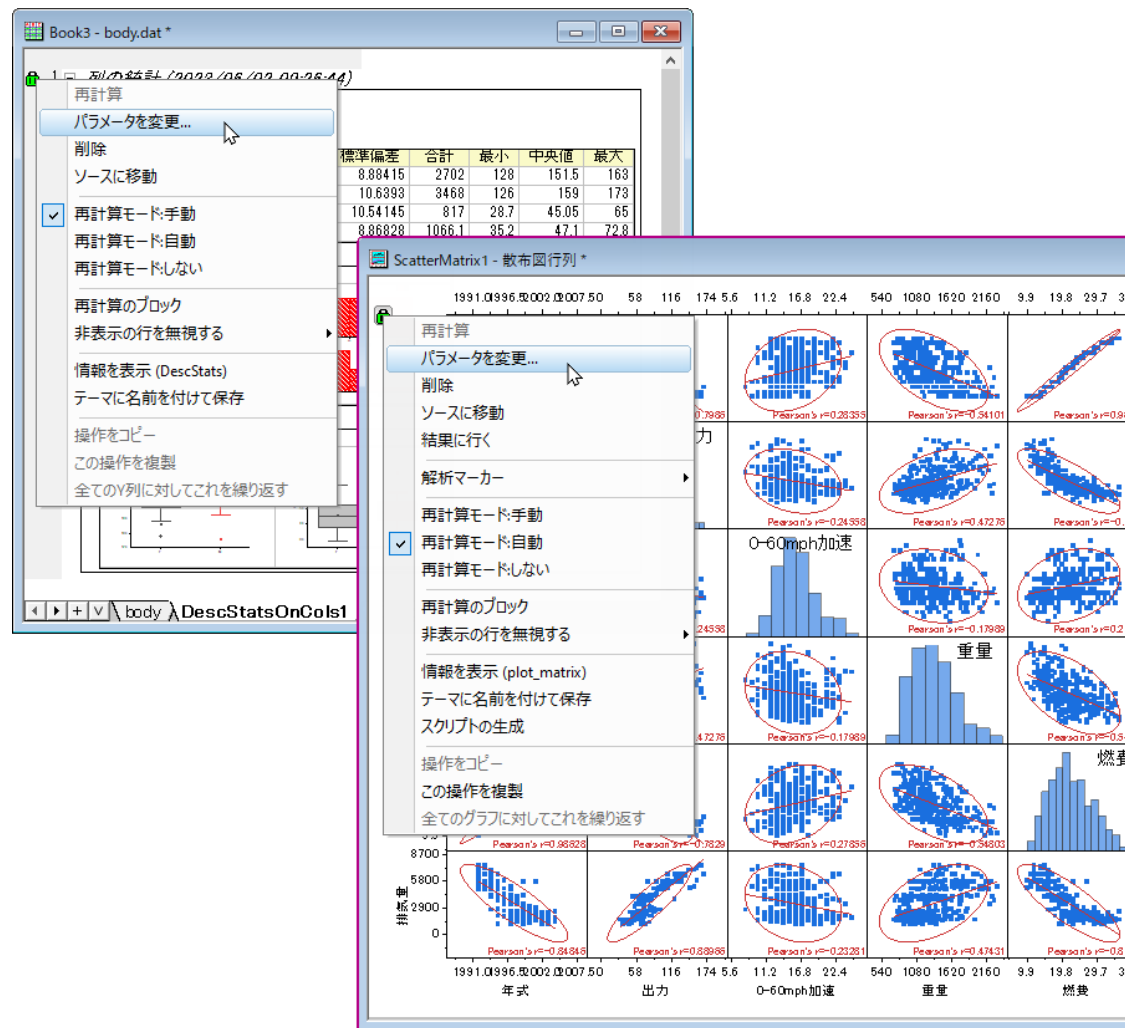 Book3 - body.dat *
1 列の統計 (2022/06/02 09:26:44)
再計算
パラメータを変更...
削除
ソースに移動
再計算モード:手動
再計算モード:自動
再計算モード:しない
再計算のブロック
非表示の行を無視する
情報を表示 (DescStats)
テーマに名前を付けて保存
操作をコピー
この操作を複製
全てのY列に対してこれを繰り返す
標準偏差 合計 最小 中央値 最大
8.88415 2702 128 151.5 163
10.6393 3468 126 159 173
10.54145 817 28.7 45.05 65
8.86828 1066.1 35.2 47.1 72.8
body DescStatsOnCols1
ScatterMatrix1 - 散布図行列 *
1991.0 1996.5 2002.0 2007.5 0 58 116 174 5.6 11.2 16.8 22.4 540 1080 1620 2160 9.9 19.8 29.7
再計算
パラメータを変更...
削除
ソースに移動
結果に行く
解析マーカー
再計算モード:手動
再計算モード:自動
再計算モード:しない
再計算のブロック
非表示の行を無視する
情報を表示 (plot_matrix)
テーマに名前を付けて保存
スクリプトの生成
操作をコピー
この操作を複製
全てのグラフに対してこれを繰り返す
Pearson's r=0.28355 Pearson's r=-0.54101
力
Pearson's r=-0.24558 Pearson's r=0.47276
0-60mph加速
Pearson's r=-0.17989
重量
Pearson's r=-0.17989
燃費
Pearson's r=0.98628 Pearson's r=0.27856 Pearson's r=-0.54803
8700
5800
2900
0
排気量
Pearson's r=-0.84846 Pearson's r=0.88986 Pearson's r=-0.23281 Pearson's r=0.47431
1991.0 1996.5 2002.0 2007.5 0 58 116 174 5.6 11.2 16.8 22.4 540 1080 1620 2160 9.9 19.8 29.7
年式 出力 0-60mph加速 重量 燃費